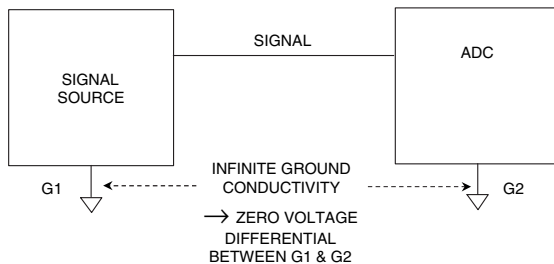 SIGNAL
ADC
SIGNAL
SOURCE
G1
INFINITE GROUND
CONDUCTIVITY
G2
→ ZERO VOLTAGE
DIFFERENTIAL
BETWEEN G1 & G2